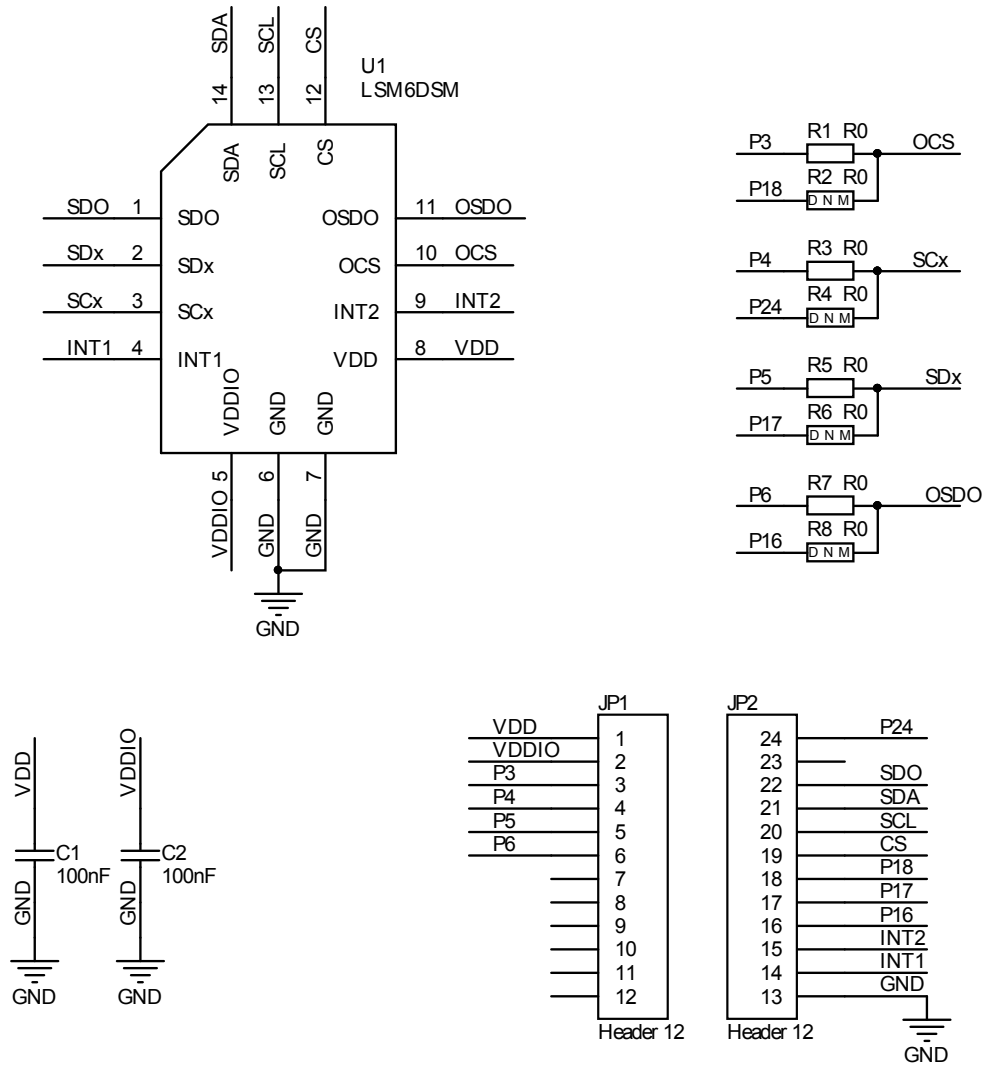 SDA
SCL
CS
14
13
12
U1
LSM6DSM
SDA
SCL
CS
SDO 1 SDO
SDx 2 SDx
SCx 3 SCx
INT1 4 INT1
OSDO 11 OSDO
OCS 10 OCS
INT2 9 INT2
VDD 8 VDD
VDDIO
GND
GND
VDDIO 5
GND 6
GND 7
GND
P3 R1 R0 OCS
P18 R2 R0
DNM
P4 R3 R0 SCx
P24 R4 R0
DNM
P5 R5 R0 SDx
P17 R6 R0
DNM
P6 R7 R0 OSDO
P16 R8 R0
DNM
VDD
C1
100nF
GND
GND
VDDIO
C2
100nF
GND
GND
JP1
VDD 1
VDDIO 2
P3 3
P4 4
P5 5
P6 6
7
8
9
10
11
12
Header 12
JP2
24 P24
23
22 SDO
21 SDA
20 SCL
19 CS
18 P18
17 P17
16 P16
15 INT2
14 INT1
13 GND
Header 12
GND